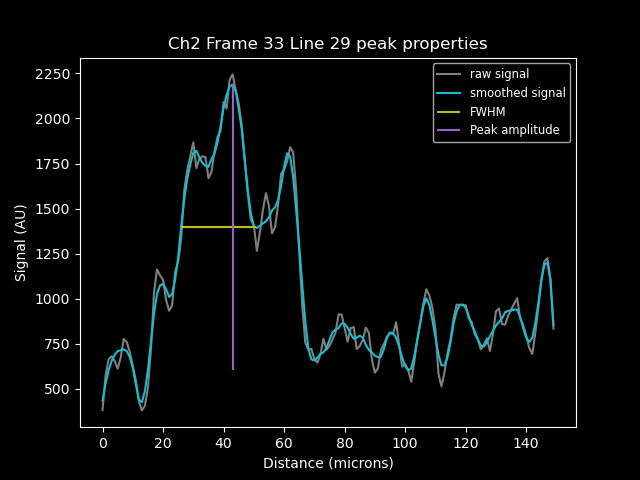 Ch2 Frame 33 Line 29 peak properties
raw signal
smoothed signal
FWHM
Peak amplitude
Signal (AU)
2250
2000
1750
1500
1250
1000
750
500
0 20 40 60 80 100 120 140
Distance (microns)